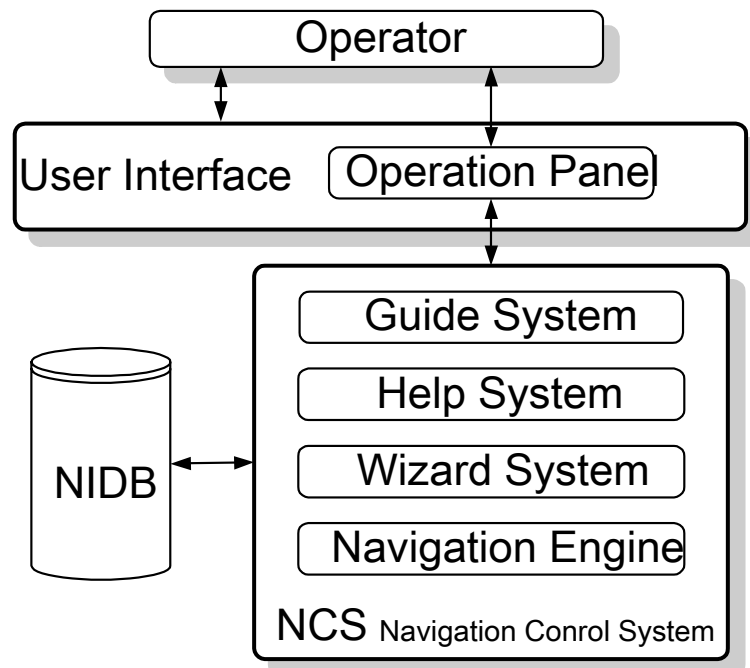 Operator
User Interface
Operation Panel
Guide System
Help System
Wizard System
Navigation Engine
NCS Navigation Conrol System
NIDB